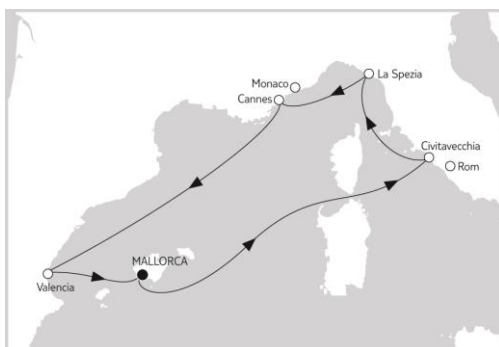 La Spezia
Monaco
Cannes
Civitavecchia
Rom
MALLORCA
Valencia